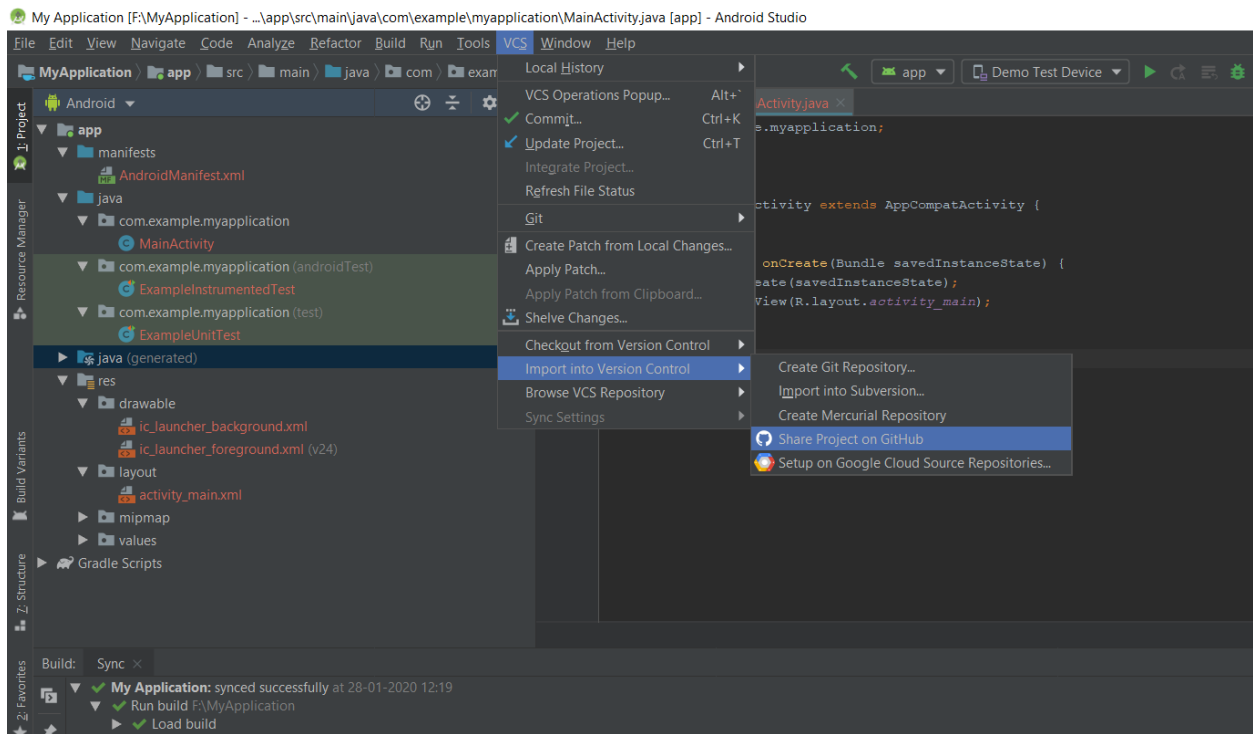 My Application [F:\MyApplication] - ...\app\src\main\java\com\example\myapplication\MainActivity.java [app] - Android Studio
File Edit View Navigate Code Analyze Refactor Build Run Tools VCS Window Help
MyApplication app src main java com exam
app Demo Test Device
Android
Activity.java
1: Project
Resource Manager
Build Variants
7: Structure
2: Favorites
app
manifests
AndroidManifest.xml
java
com.example.myapplication
MainActivity
com.example.myapplication (androidTest)
ExampleInstrumentedTest
com.example.myapplication (test)
ExampleUnitTest
java (generated)
res
drawable
ic_launcher_background.xml
ic_launcher_foreground.xml (v24)
layout
activity_main.xml
mipmap
values
Gradle Scripts
Local History
VCS Operations Popup... Alt+`
Commit... Ctrl+K
Update Project... Ctrl+T
Integrate Project...
Refresh File Status
Git
Create Patch from Local Changes...
Apply Patch...
Apply Patch from Clipboard...
Shelve Changes...
Checkout from Version Control
Import into Version Control
Browse VCS Repository
Sync Settings
Create Git Repository...
Import into Subversion...
Create Mercurial Repository
Share Project on GitHub
Setup on Google Cloud Source Repositories...
e.myapplication;
ctivity extends AppCompatActivity {
onCreate(Bundle savedInstanceState) {
eate(savedInstanceState);
View(R.layout.activity_main);
Build: Sync
My Application: synced successfully at 28-01-2020 12:19
Run build F:\MyApplication
Load build